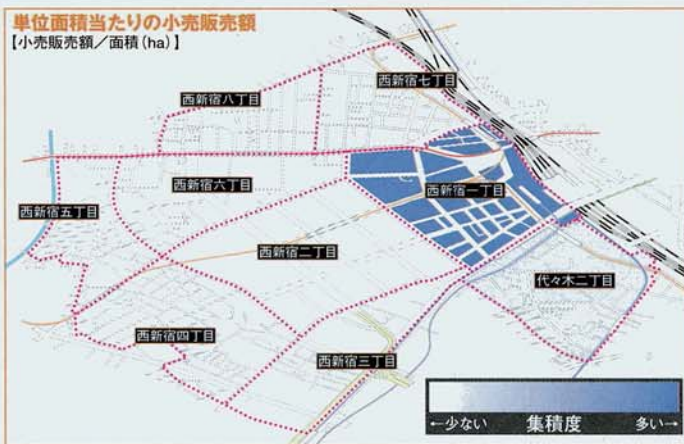 単位面積当たりの小売販売額
【小売販売額／面積(ha)】
西新宿七丁目
西新宿八丁目
西新宿六丁目
西新宿一丁目
西新宿五丁目
西新宿二丁目
代々木二丁目
西新宿四丁目
西新宿三丁目
←少ない 集積度 多い→